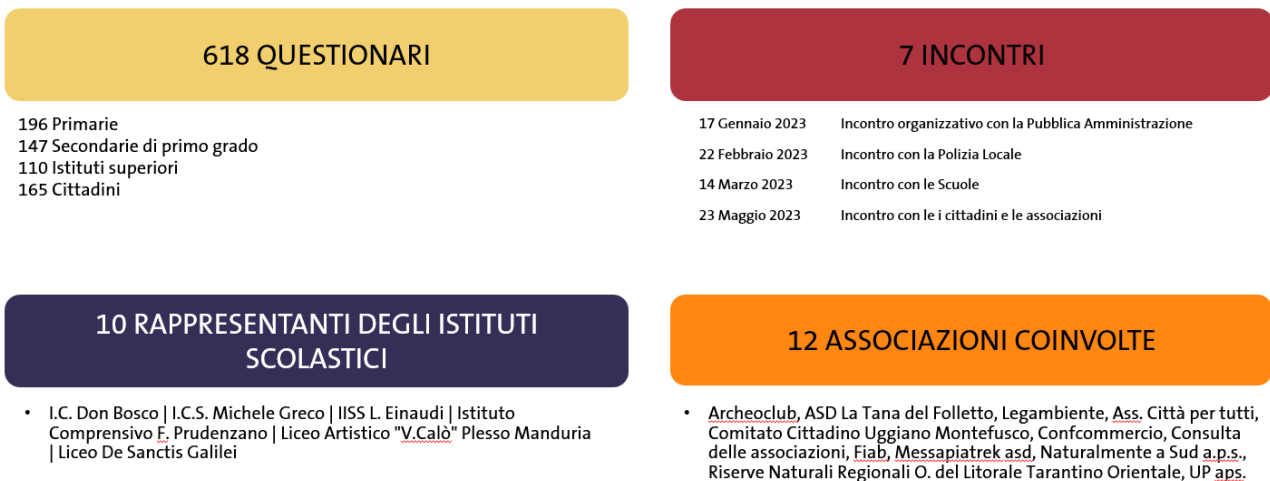 618 QUESTIONARI
196 Primarie
147 Secondarie di primo grado
110 Istituti superiori
165 Cittadini
7 INCONTRI
17 Gennaio 2023 Incontro organizzativo con la Pubblica Amministrazione
22 Febbraio 2023 Incontro con la Polizia Locale
14 Marzo 2023 Incontro con le Scuole
23 Maggio 2023 Incontro con le i cittadini e le associazioni
10 RAPPRESENTANTI DEGLI ISTITUTI
SCOLASTICI
• I.C. Don Bosco | I.C.S. Michele Greco | IISS L. Einaudi | Istituto
Comprensivo F. Prudenzano | Liceo Artistico "V.Calò" Plesso Manduria
| Liceo De Sanctis Galilei
12 ASSOCIAZIONI COINVOLTE
• Archeoclub, ASD La Tana del Folletto, Legambiente, Ass. Città per tutti,
Comitato Cittadino Uggiano Montefusco, Confcommercio, Consulta
delle associazioni, Fiab, Messapiatrek asd, Naturalmente a Sud a.p.s.,
Riserve Naturali Regionali O. del Litorale Tarantino Orientale, UP aps.